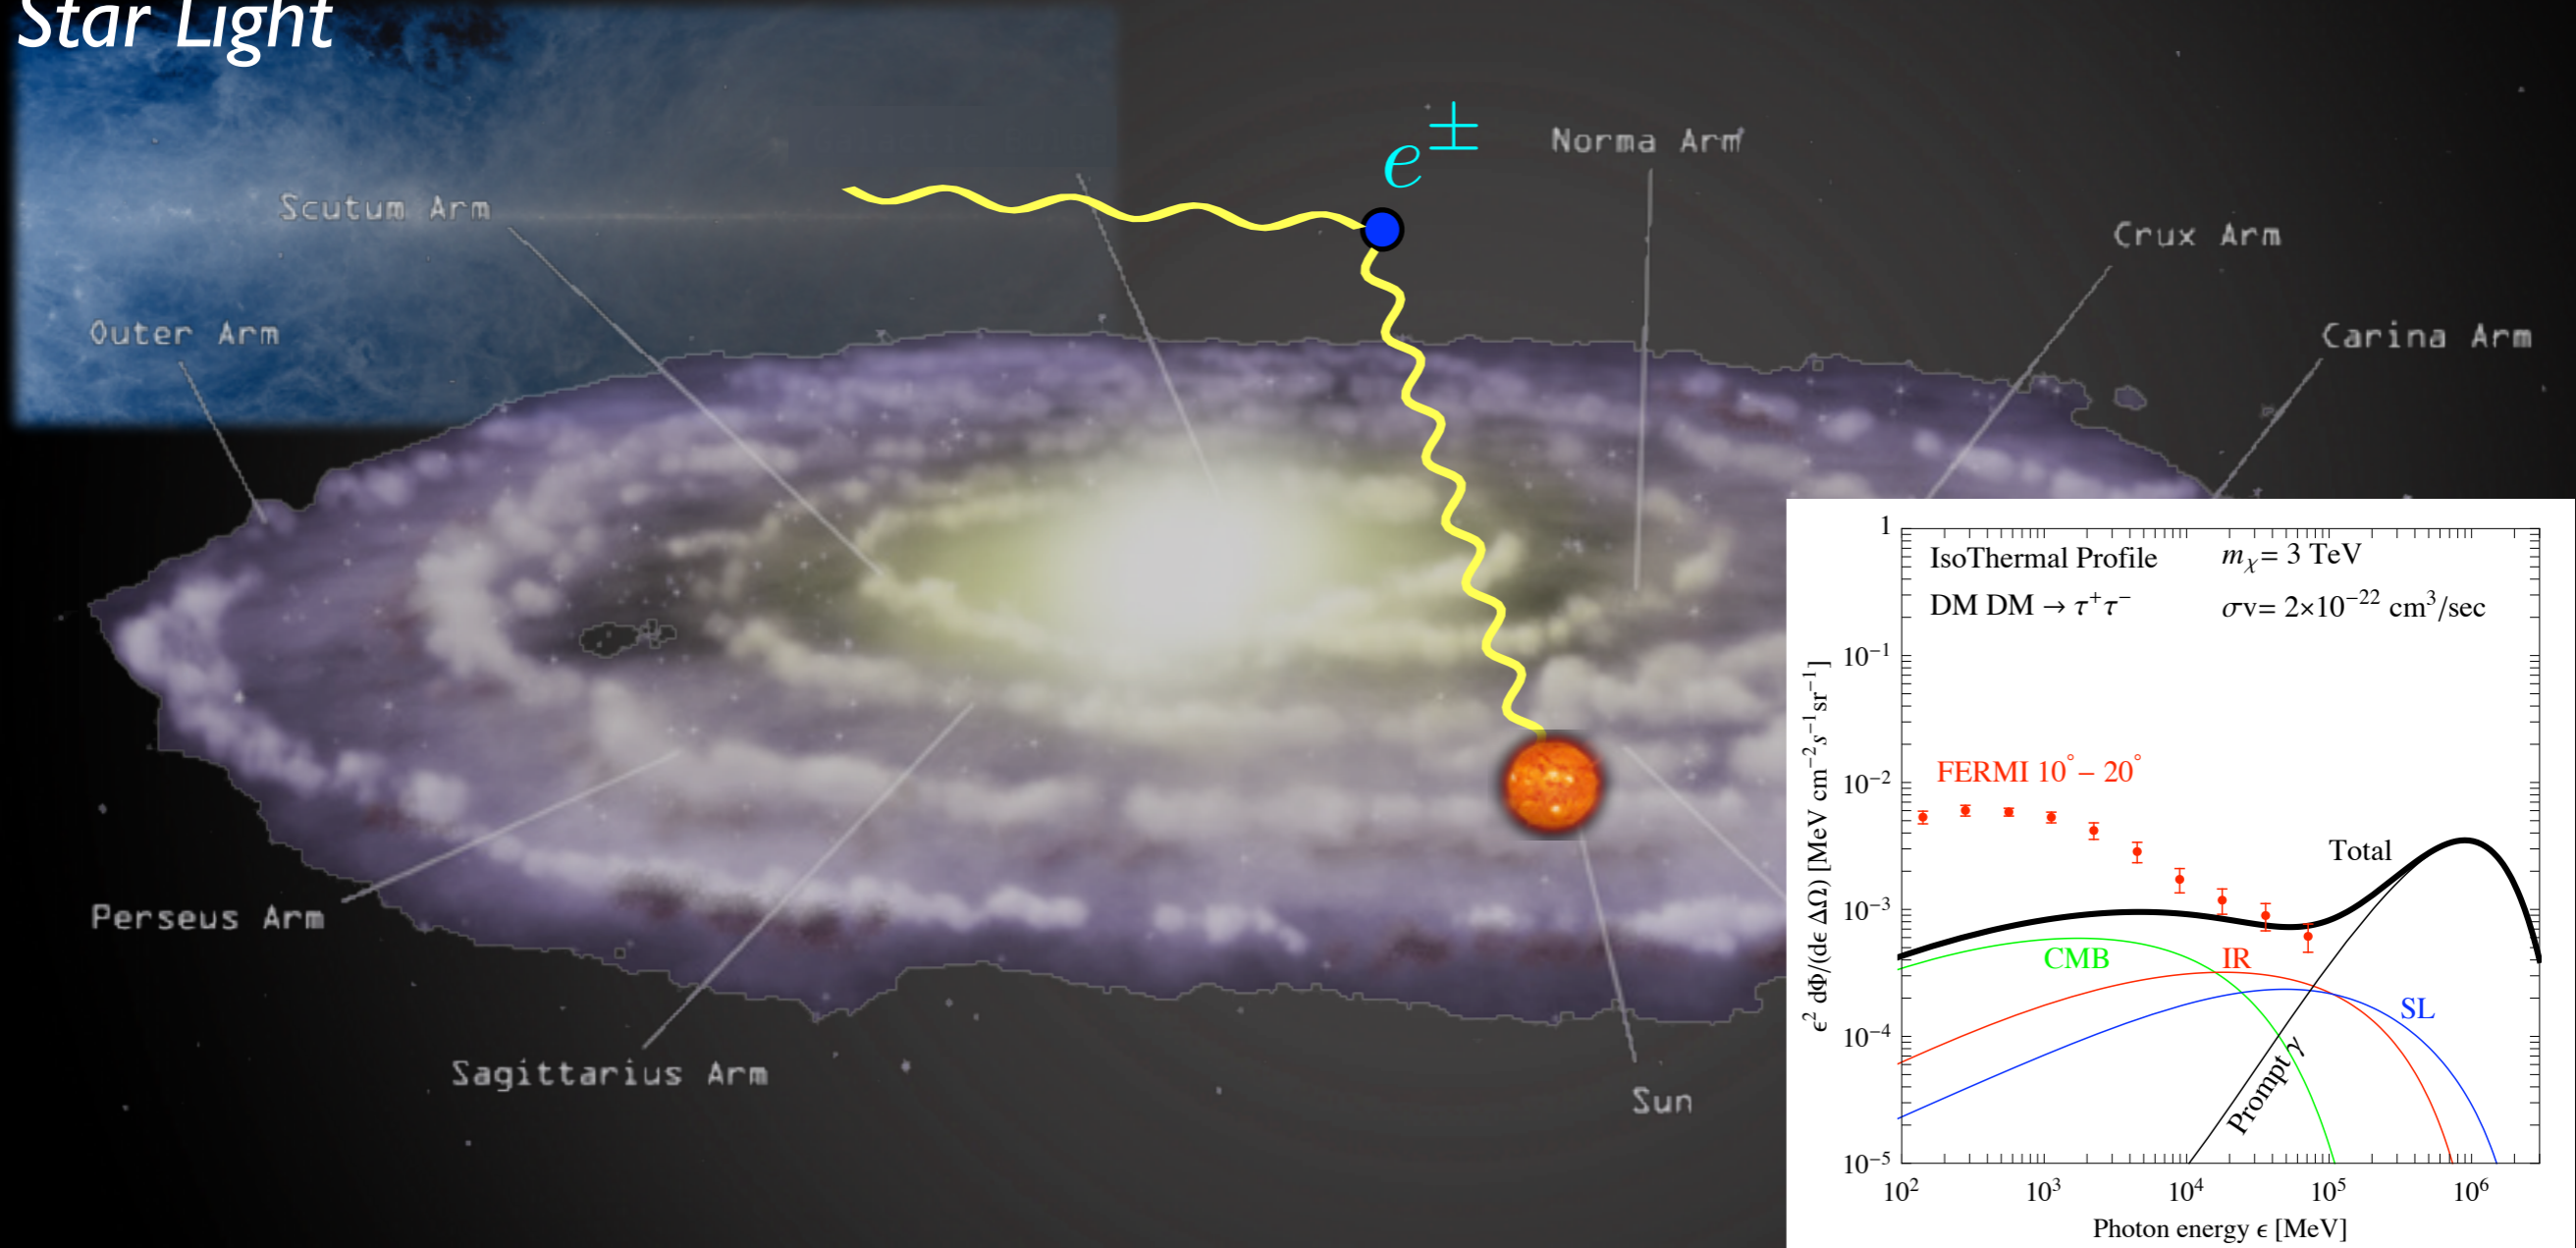 Star Light
e±
Norma Arm
Scutum Arm
Crux Arm
Outer Arm
Carina Arm
Perseus Arm
Sagittarius Arm
Sun
IsoThermal Profile
mχ= 3 TeV
DM DM → τ+τ−
σv= 2×10−22 cm3/sec
FERMI 10°– 20°
Total
CMB
IR
SL
Prompt γ
ϵ2 dΦ/(dϵ ΔΩ) [MeV cm−2s−1sr−1]
1
10−1
10−2
10−3
10−4
10−5
102 103 104 105 106
Photon energy ϵ [MeV]